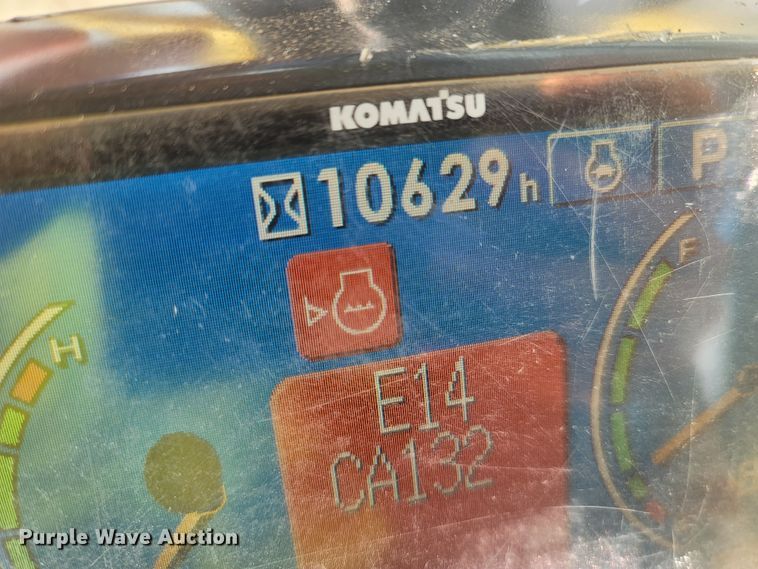 KOMATSU
10629h
P
F
H
E14
CA132
Purple Wave Auction